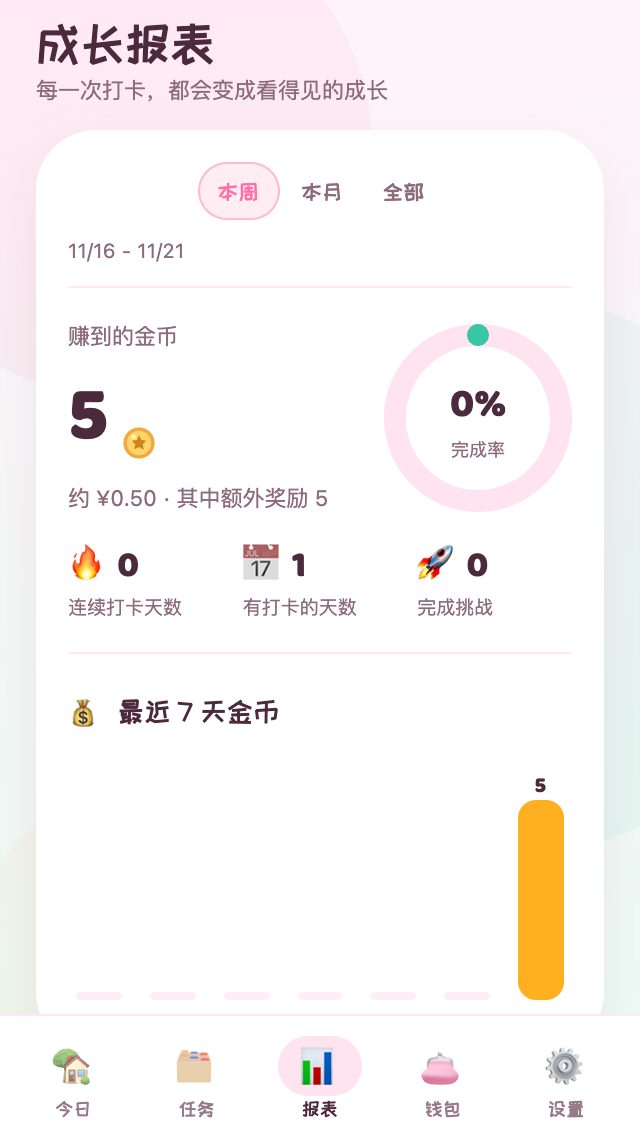 成长报表
每一次打卡，都会变成看得见的成长
本周 本月 全部
11/16 - 11/21
赚到的金币
5
0%
完成率
约 ¥0.50 · 其中额外奖励 5
0 JUL 17 1 0
连续打卡天数 有打卡的天数 完成挑战
$ 最近 7 天金币
5
今日 任务 报表 钱包 设置